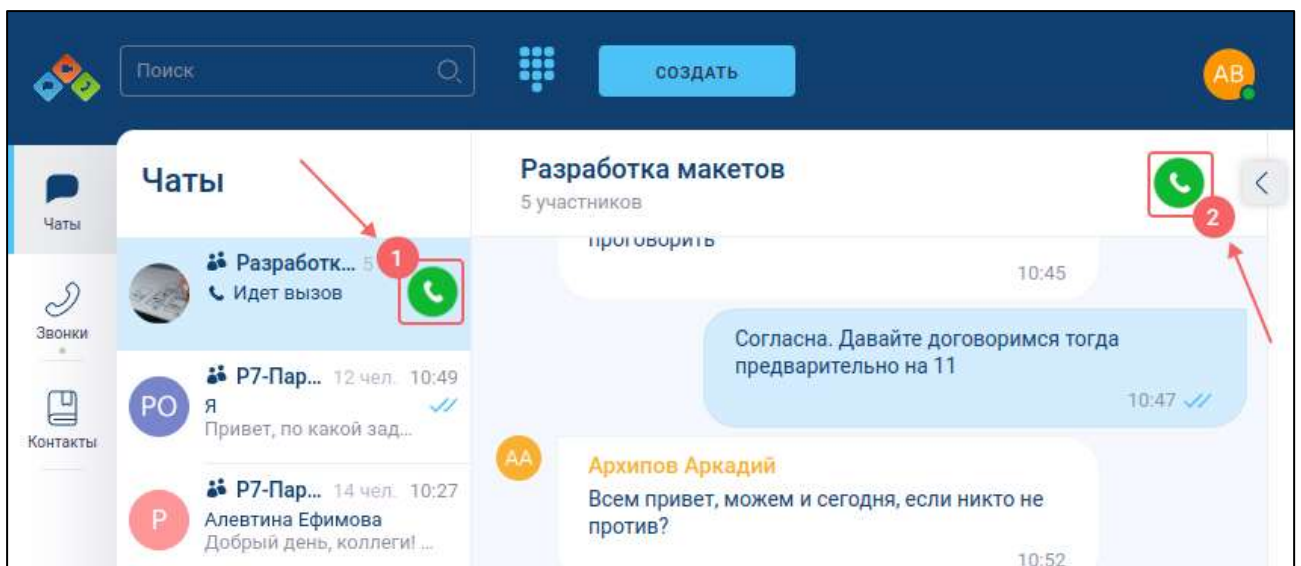 Поиск
СОЗДАТЬ
АВ
Чаты
Звонки
Контакты
Чаты
Разработк... 5
1
Идет вызов
РО
Р7-Пар... 12 чел. 10:49
Я
Привет, по какой зад...
Р
Р7-Пар... 14 чел. 10:27
Алевтина Ефимова
Добрый день, коллеги! ...
Разработка макетов
5 участников
2
проговорить
10:45
Согласна. Давайте договоримся тогда
предварительно на 11
10:47
АА
Архипов Аркадий
Всем привет, можем и сегодня, если никто не
против?
10:52